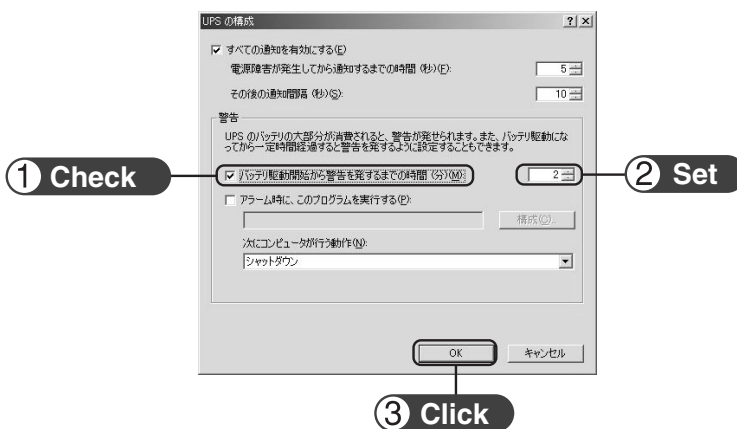 UPS の構成
すべての通知を有効にする(E)
電源障害が発生してから通知するまでの時間 (秒)(F):
5
その後の通知間隔 (秒)(S):
10
警告
UPS のバッテリの大部分が消費されると、警告が発せられます。また、バッテリ駆動にな
ってから一定時間経過すると警告を発するように設定することもできます。
① Check
バッテリ駆動開始から警告を発するまでの時間 (分)(M):
2
② Set
アラーム時に、このプログラムを実行する(P):
構成(C)...
次にコンピュータが行う動作(N):
シャットダウン
OK
キャンセル
③ Click